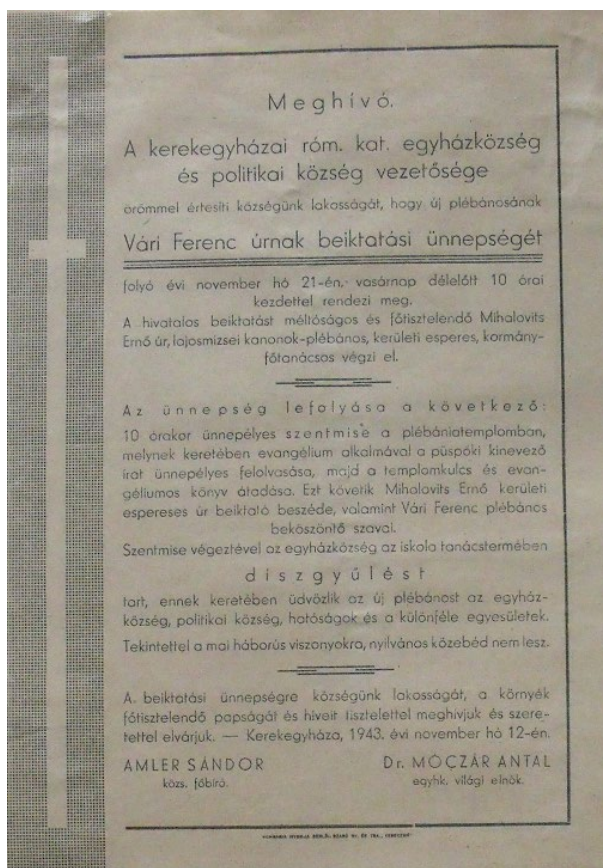 Meghívó.
A kerekegyházai róm. kat. egyházközség
és politikai község vezetősége
örömmel értesíti községünk lakosságát, hogy új plébánosának
Vári Ferenc úrnak beiktatási ünnepségét
folyó évi november hó 21-én, vasárnap délelőtt 10 órai
kezdettel rendezi meg.
A hivatalos beiktatást méltóságos és főtisztelendő Mihalovits
Ernő úr, lajosmizsei kanonok-plébános, kerületi esperes, kormány-
főtanácsos végzi el.
Az ünnepség lefolyása a következő:
10 órakor ünnepélyes szentmise a plébániatemplomban,
melynek keretében evangélium alkalmával a püspöki kinevező
irat ünnepélyes felolvasása, majd a templomkulcs és evan-
géliumos könyv átadása. Ezt követik Mihalovits Ernő kerületi
espereses úr beiktató beszéde, valamint Vári Ferenc plébános
beköszöntő szavai.
Szentmise végeztével az egyházközség az iskola tanácstermében
díszgyűlést
tart, ennek keretében üdvözlik az új plébánost az egyház-
község, politikai község, hatóságok és a különféle egyesületek.
Tekintettel a mai háborús viszonyokra, nyilvános közebéd nem lesz.
A beiktatási ünnepségre községünk lakosságát, a környék
főtisztelendő papságát és híveit tisztelettel meghívjuk és szere-
tettel elvárjuk. — Kerekegyháza, 1943. évi november hó 12-én.
AMLER SÁNDOR
közs. főbíró.
Dr. MÓCZÁR ANTAL
egyhk. világi elnök.